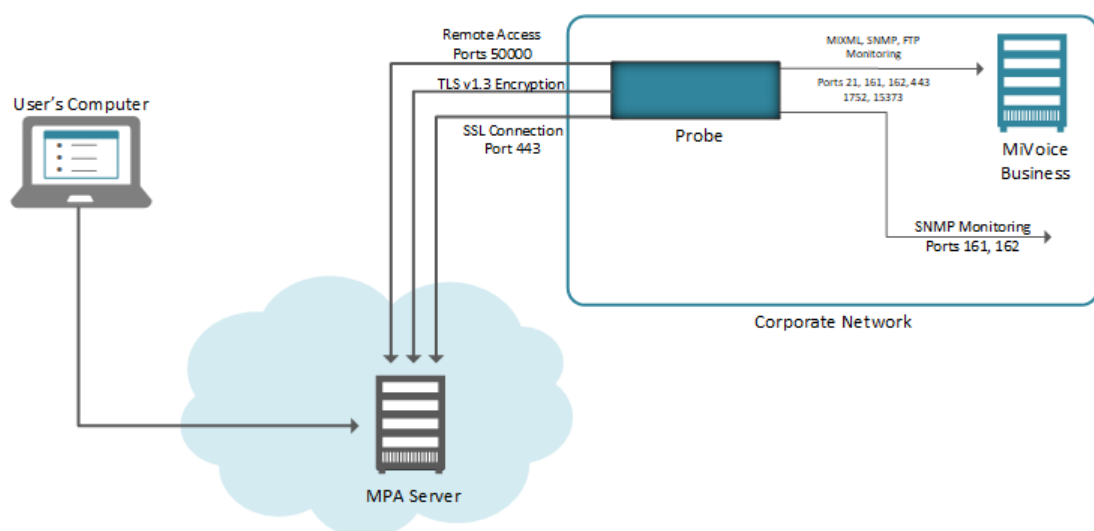 Remote Access
Ports 50000
TLS v1.3 Encryption
SSL Connection
Port 443
User's Computer
MIXML, SNMP, FTP
Monitoring
Ports 21, 161, 162, 443
1752, 15373
Probe
MiVoice
Business
SNMP Monitoring
Ports 161, 162
Corporate Network
MPA Server